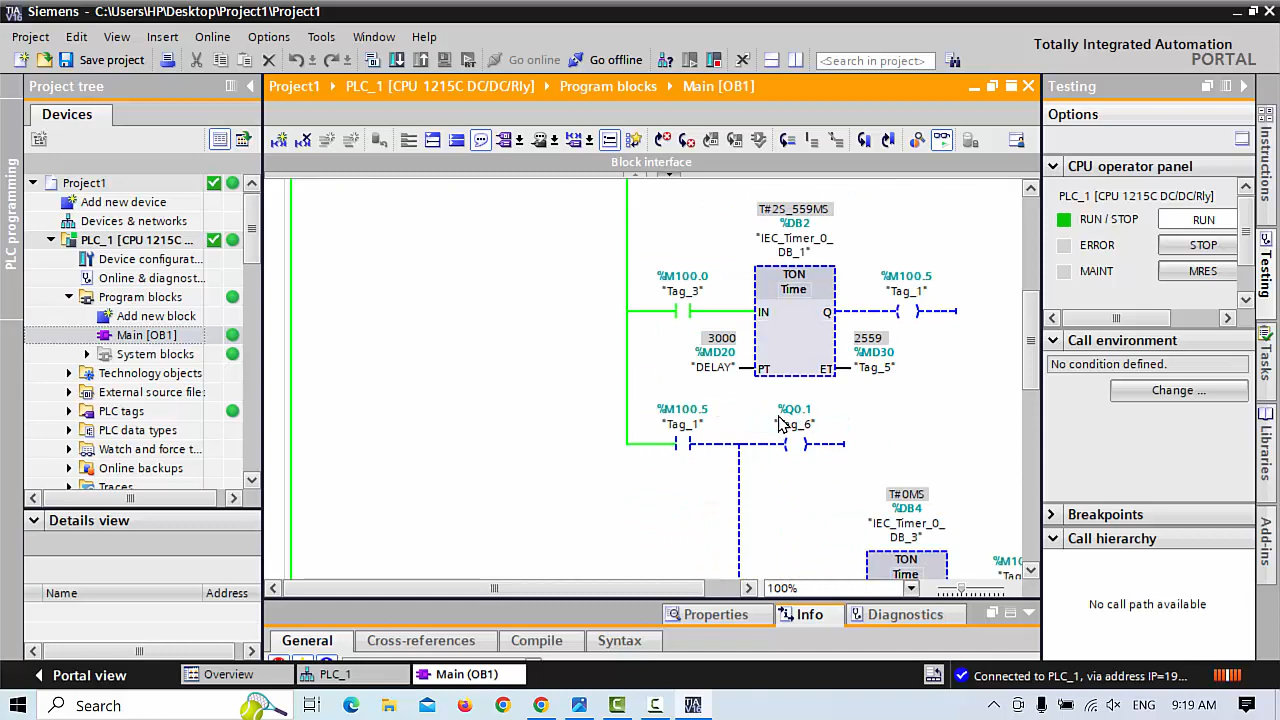 Siemens - C:\Users\HP\Desktop\Project1\Project1
Project Edit View Insert Online Options Tools Window Help
Totally Integrated Automation
PORTAL
Save project
Go online
Go offline
<Search in project>
Project tree
Project1 PLC_1 [CPU 1215C DC/DC/Rly] Program blocks Main [OB1]
Testing
Devices
Options
PLC programming
Block interface
Project1
Add new device
Devices & networks
PLC_1 [CPU 1215C ...
Device configurat...
Online & diagnost...
Program blocks
Add new block
Main [OB1]
System blocks
Technology objects
External source file:
PLC tags
PLC data types
Watch and force t...
Online backups
Traces
Details view
Name Address
T#2S_559MS
%DB2
"IEC_Timer_0_
DB_1"
%M100.0
"Tag_3"
TON
Time
%M100.5
"Tag_1"
IN
Q
3000
%MD20
"DELAY"
PT
ET
2559
%MD30
"Tag_5"
%M100.5
"Tag_1"
%Q0.1
T#0MS
%DB4
"IEC_Timer_0_
DB_3"
TON
Time
100%
CPU operator panel
PLC_1 [CPU 1215C DC/DC/Rly]
RUN / STOP RUN
ERROR STOP
MAINT MRES
Call environment
No condition defined.
Change ...
Breakpoints
Call hierarchy
No call path available
Instructions
Testing
Tasks
Libraries
Add-ins
Properties Info Diagnostics
General Cross-references Compile Syntax
Portal view
Overview
PLC_1
Main (OB1)
Connected to PLC_1, via address IP=19...
Search
ENG
9:19 AM